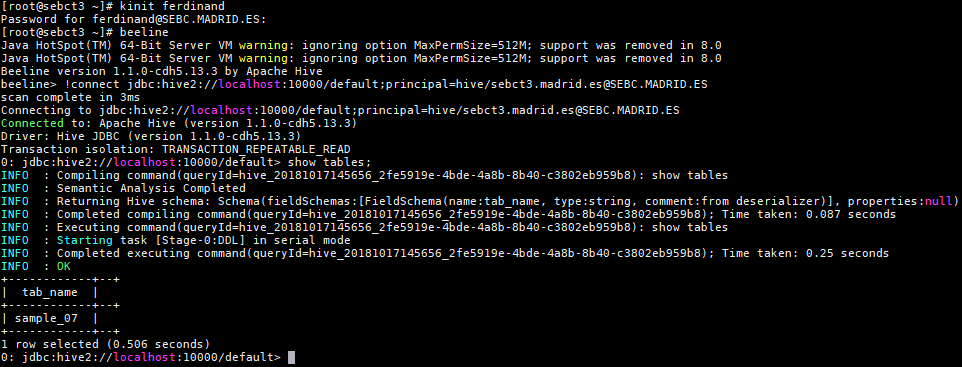 [root@sebct3 ~]# kinit ferdinand
Password for ferdinand@SEBC.MADRID.ES:
[root@sebct3 ~]# beeline
Java HotSpot(TM) 64-Bit Server VM warning: ignoring option MaxPermSize=512M; support was removed in 8.0
Java HotSpot(TM) 64-Bit Server VM warning: ignoring option MaxPermSize=512M; support was removed in 8.0
Beeline version 1.1.0-cdh5.13.3 by Apache Hive
beeline> !connect jdbc:hive2://localhost:10000/default;principal=hive/sebct3.madrid.es@SEBC.MADRID.ES
scan complete in 3ms
Connecting to jdbc:hive2://localhost:10000/default;principal=hive/sebct3.madrid.es@SEBC.MADRID.ES
Connected to: Apache Hive (version 1.1.0-cdh5.13.3)
Driver: Hive JDBC (version 1.1.0-cdh5.13.3)
Transaction isolation: TRANSACTION_REPEATABLE_READ
0: jdbc:hive2://localhost:10000/default> show tables;
INFO  : Compiling command(queryId=hive_20181017145656_2fe5919e-4bde-4a8b-8b40-c3802eb959b8): show tables
INFO  : Semantic Analysis Completed
INFO  : Returning Hive schema: Schema(fieldSchemas:[FieldSchema(name:tab_name, type:string, comment:from deserializer)], properties:null)
INFO  : Completed compiling command(queryId=hive_20181017145656_2fe5919e-4bde-4a8b-8b40-c3802eb959b8); Time taken: 0.087 seconds
INFO  : Executing command(queryId=hive_20181017145656_2fe5919e-4bde-4a8b-8b40-c3802eb959b8): show tables
INFO  : Starting task [Stage-0:DDL] in serial mode
INFO  : Completed executing command(queryId=hive_20181017145656_2fe5919e-4bde-4a8b-8b40-c3802eb959b8); Time taken: 0.25 seconds
INFO  : OK
+------------+--+
|  tab_name  |
+------------+--+
| sample_07  |
+------------+--+
1 row selected (0.506 seconds)
0: jdbc:hive2://localhost:10000/default>